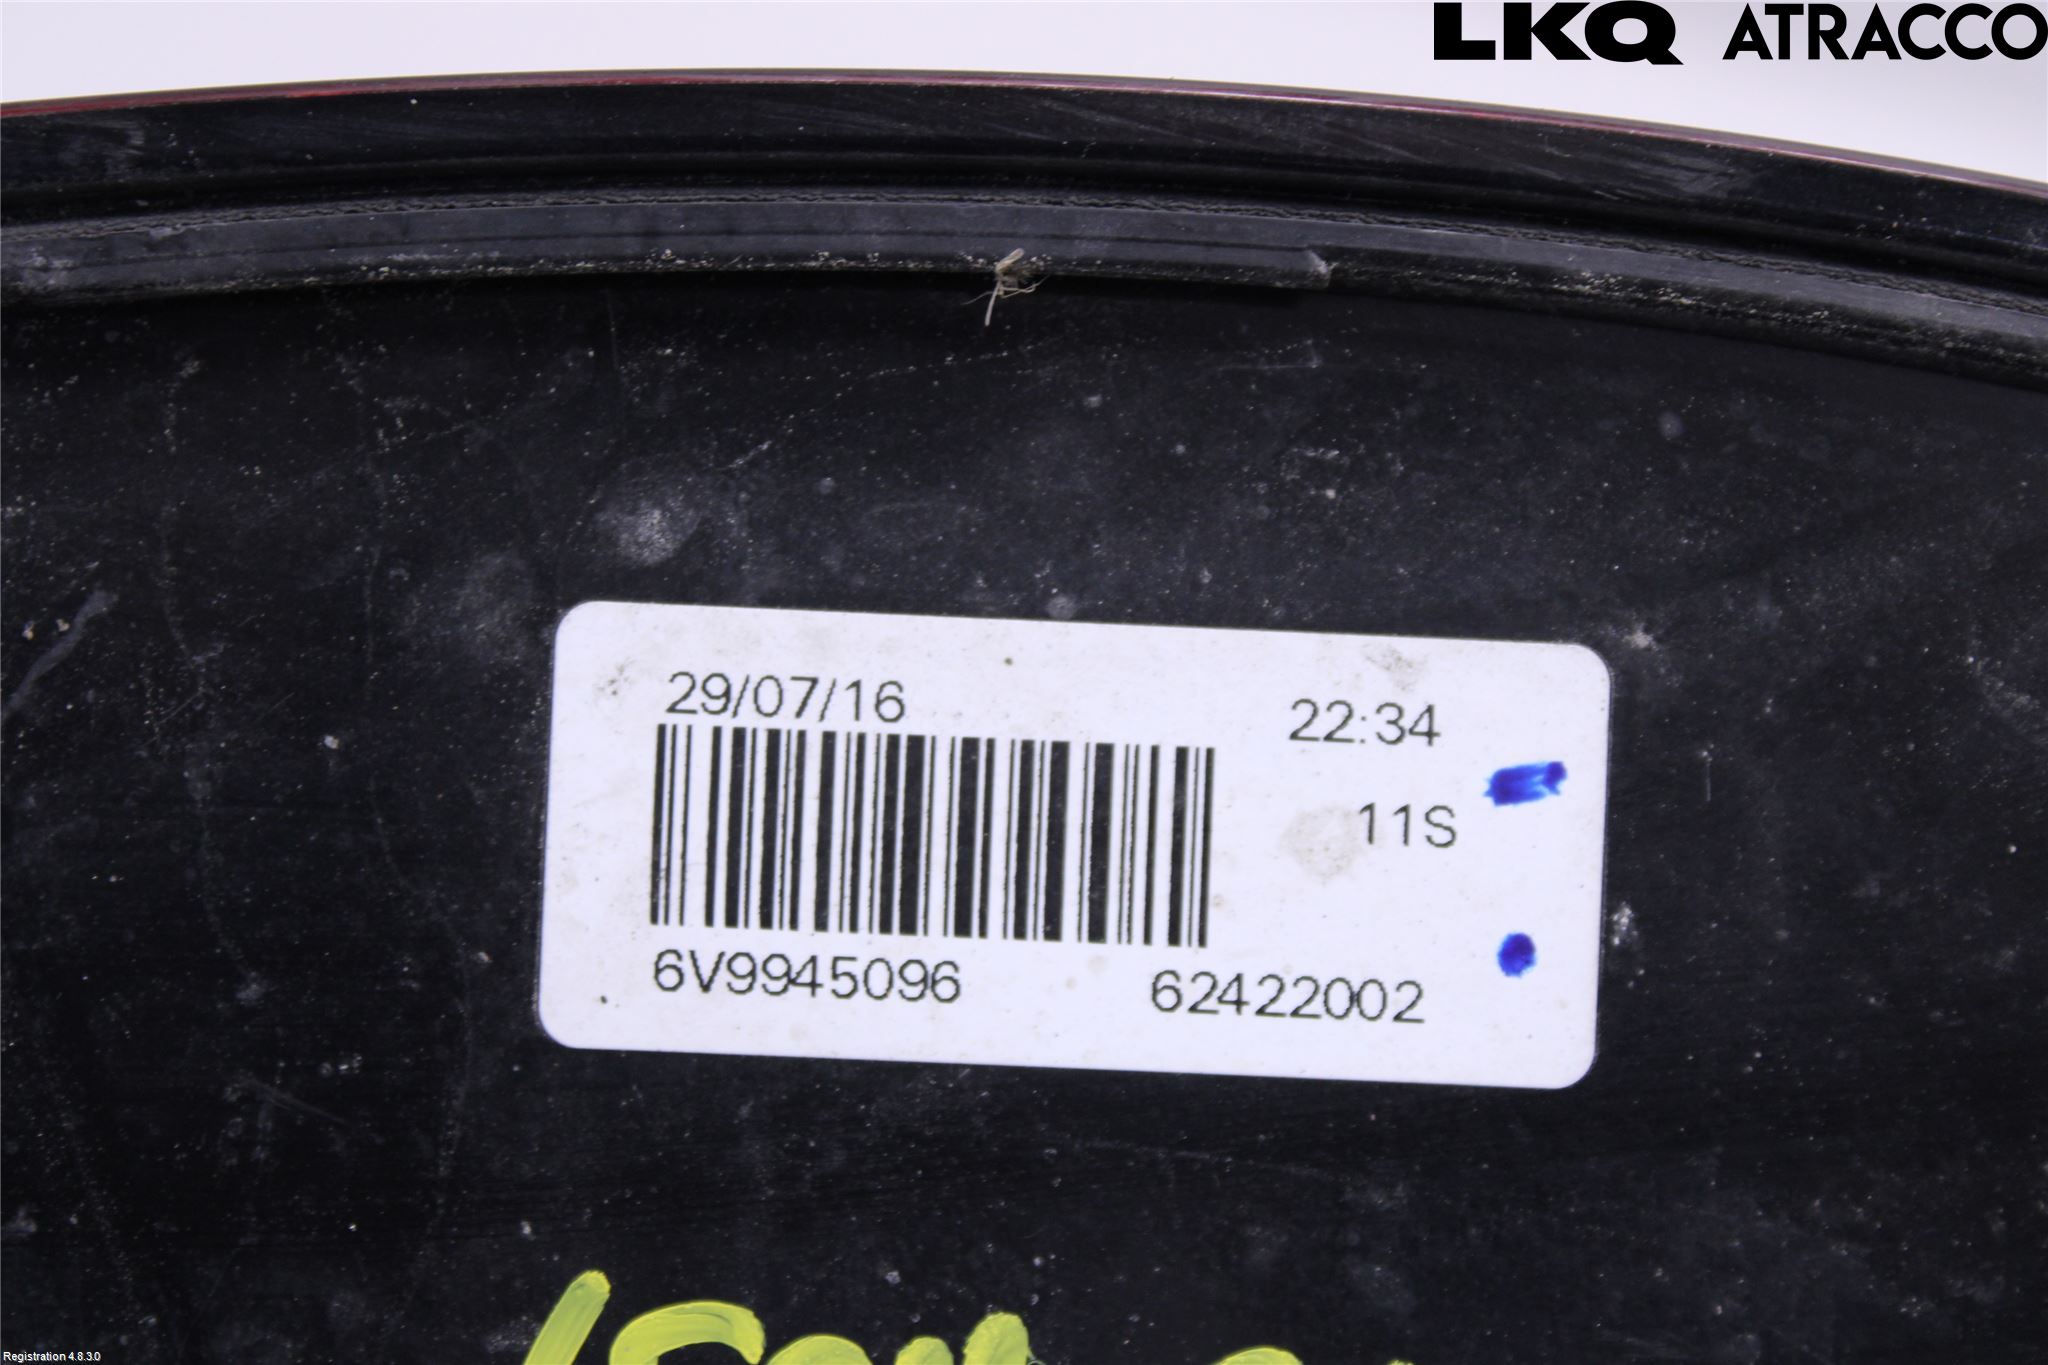 LKQ ATRACCO
29/07/16 22:34
11S
6V9945096 62422002
Registration 4.8.3.0